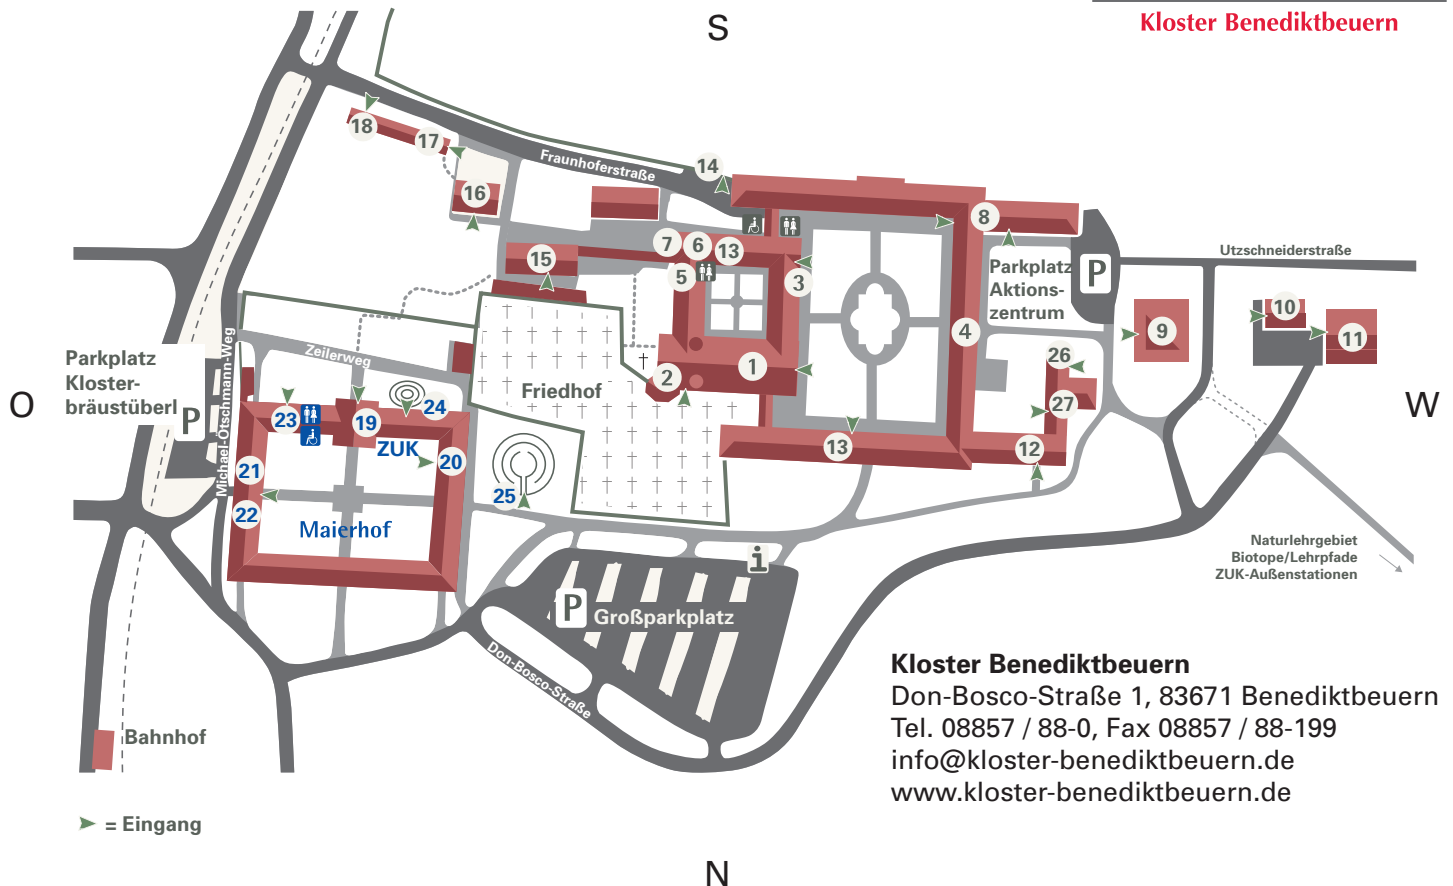 Kloster Benediktbeuern
S
18
17
16
Fraunhoferstraße
14
15
7
6
13
5
3
8
4
Parkplatz
Aktions-
zentrum
P
Utzschneiderstraße
9
10
11
1
2
26
27
12
13
Friedhof
O
W
Parkplatz
Kloster-
bräustüberl
P
Michael-Ötschmann-Weg
Zeilerweg
23
19
24
ZUK
20
21
22
25
Maierhof
i
P
Großparkplatz
Don-Bosco-Straße
Naturlehrgebiet
Biotope/Lehrpfade
ZUK-Außenstationen
Bahnhof
Kloster Benediktbeuern
Don-Bosco-Straße 1, 83671 Benediktbeuern
Tel. 08857 / 88-0, Fax 08857 / 88-199
info@kloster-benediktbeuern.de
www.kloster-benediktbeuern.de
= Eingang
N